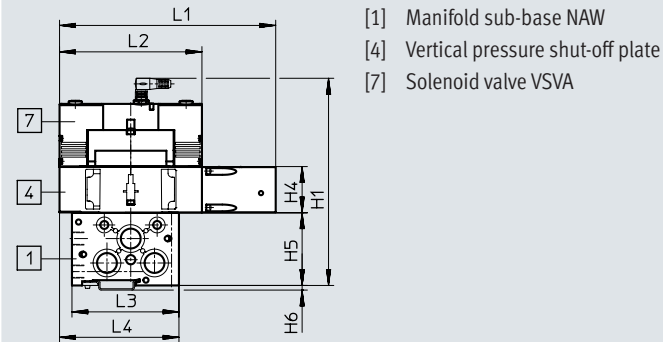 L1
L2
[1] Manifold sub-base NAW
[4] Vertical pressure shut-off plate
[7] Solenoid valve VSVA
7
4
1
H4
H1
H5
H6
L3
L4